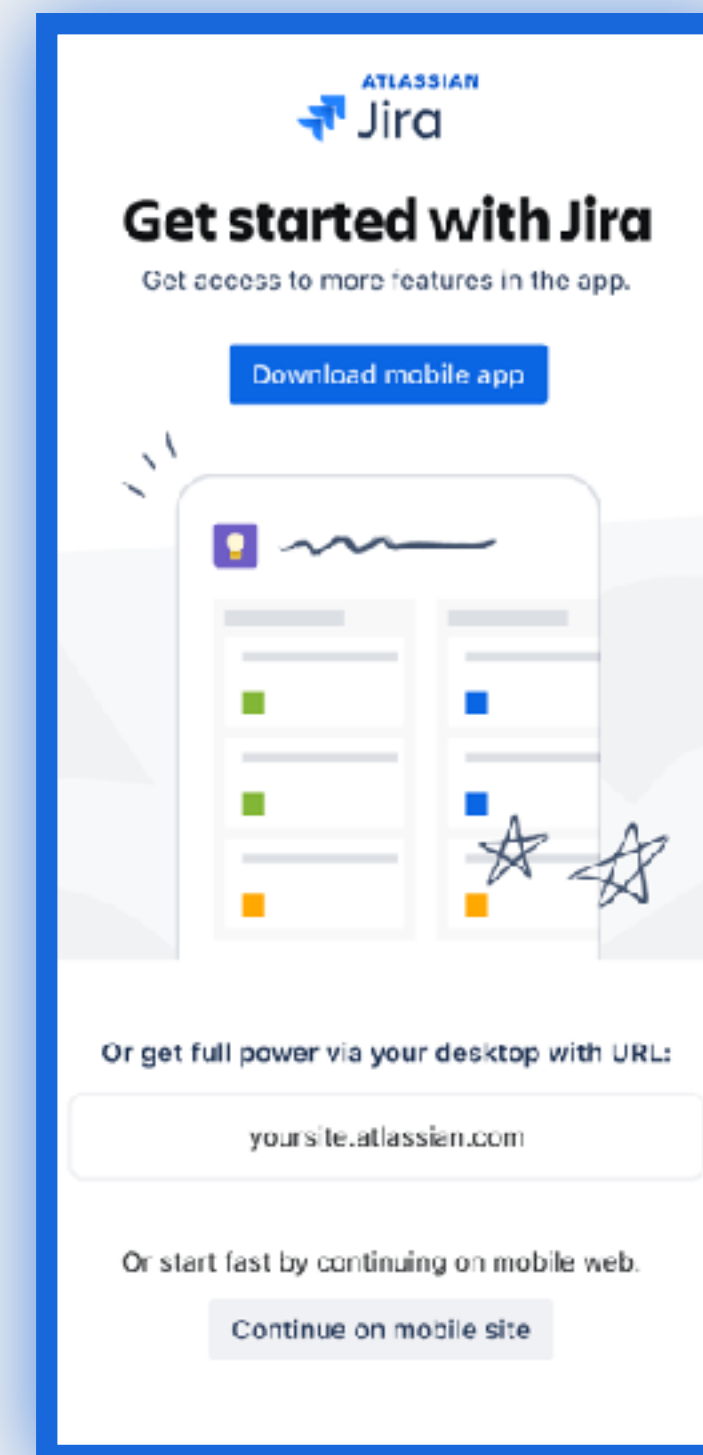 ATLASSIAN
Jira
Get started with Jira
Get access to more features in the app.
Download mobile app
Or get full power via your desktop with URL:
yoursite.atlassian.com
Or start fast by continuing on mobile web.
Continue on mobile site